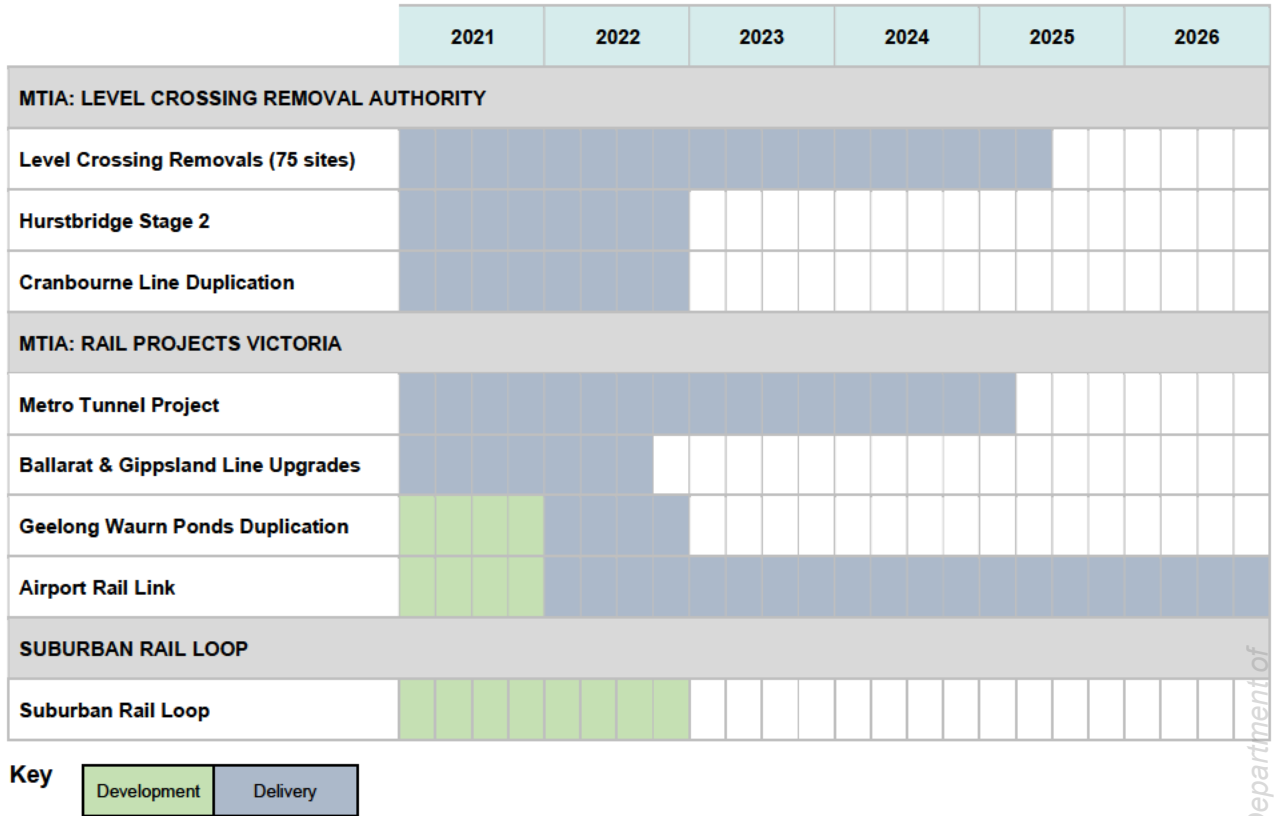 2021 2022 2023 2024 2025 2026
MTIA: LEVEL CROSSING REMOVAL AUTHORITY
Level Crossing Removals (75 sites)
Hurstbridge Stage 2
Cranbourne Line Duplication
MTIA: RAIL PROJECTS VICTORIA
Metro Tunnel Project
Ballarat & Gippsland Line Upgrades
Geelong Waurn Ponds Duplication
Airport Rail Link
SUBURBAN RAIL LOOP
Suburban Rail Loop
Key
Development Delivery
Department of